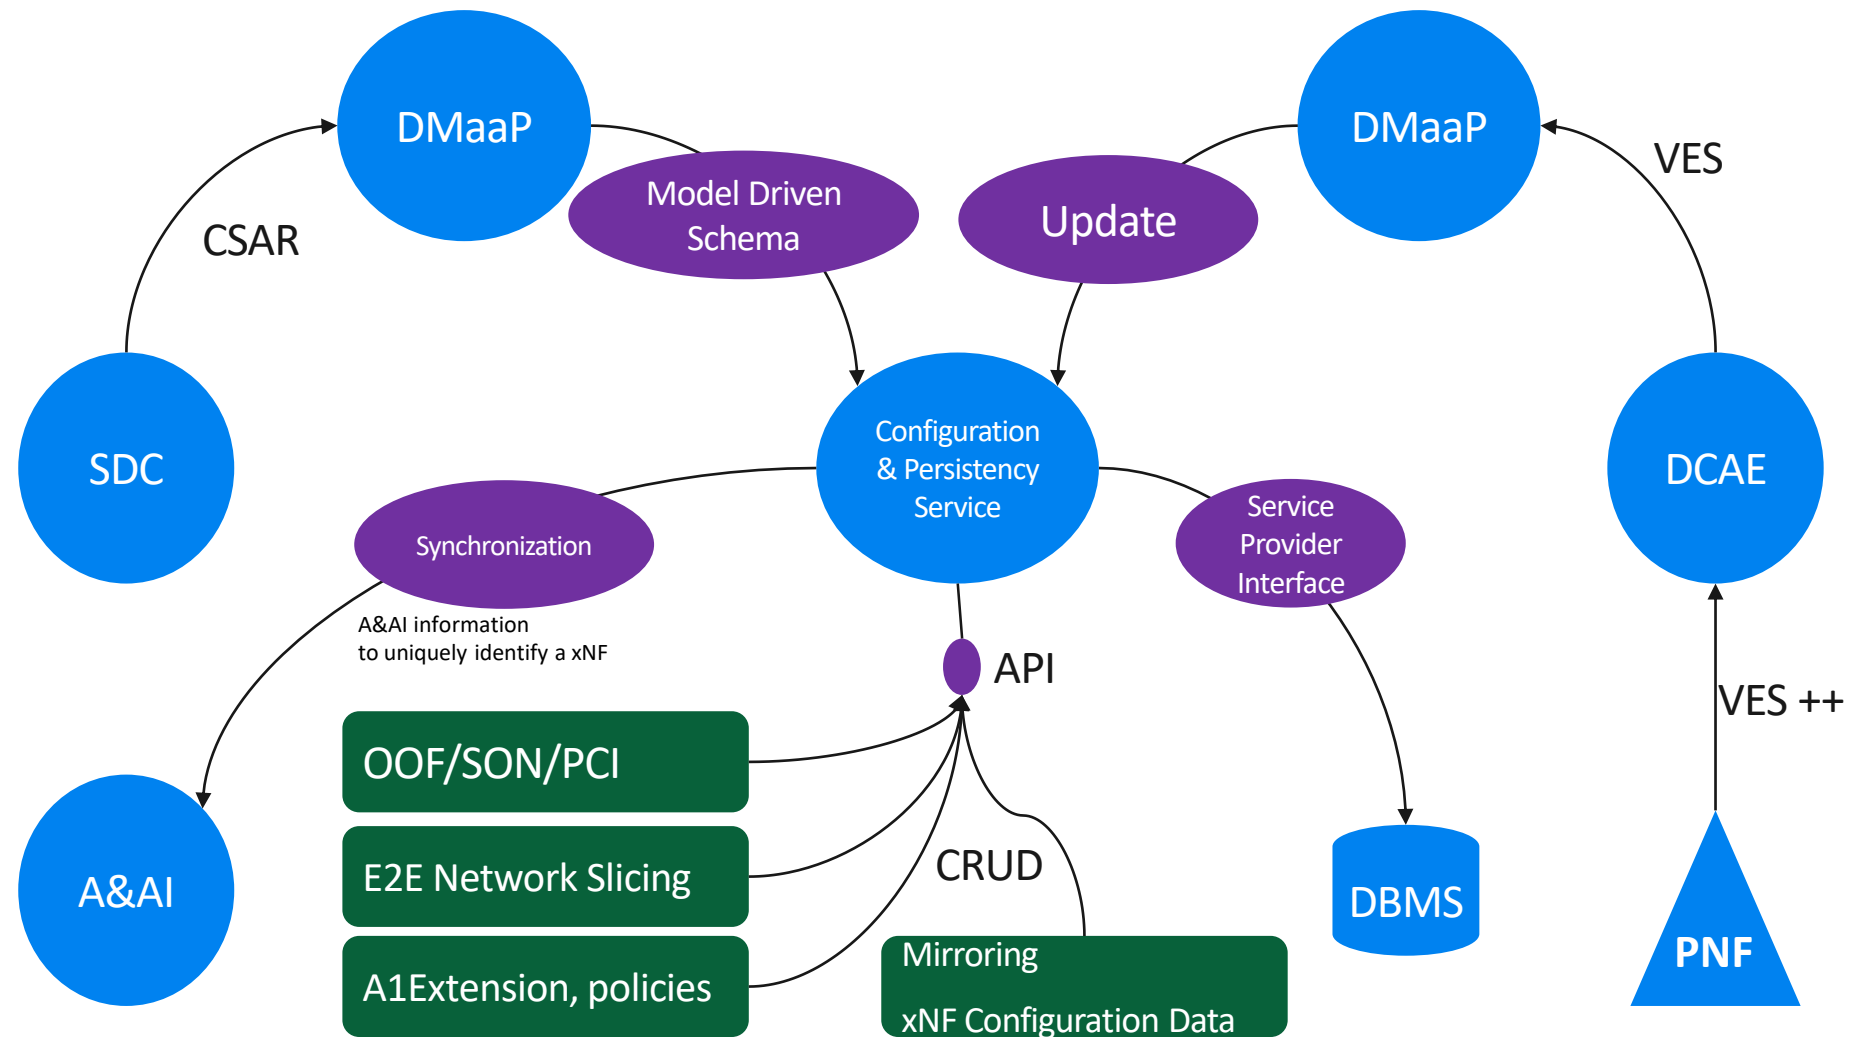 DMaaP
DMaaP
VES
Model Driven
Schema
Update
CSAR
Configuration
& Persistency
Service
SDC
DCAE
Synchronization
Service
Provider
Interface
A&AI information
to uniquely identify a xNF
API
VES ++
OOF/SON/PCI
E2E Network Slicing
CRUD
A&AI
DBMS
A1Extension, policies
Mirroring
xNF Configuration Data
PNF